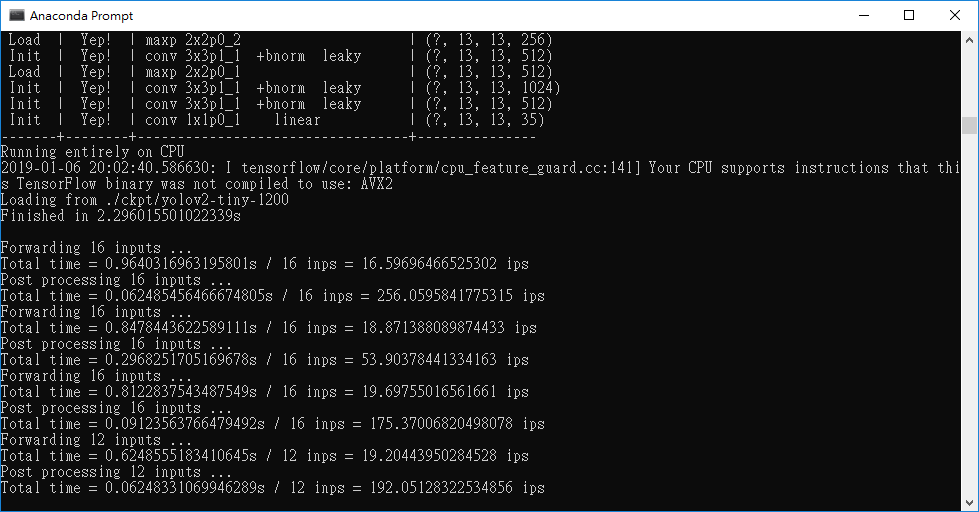 Anaconda Prompt
Load | Yep! | maxp 2x2p0_2 | (?, 13, 13, 256)
Init | Yep! | conv 3x3p1_1 +bnorm leaky | (?, 13, 13, 512)
Load | Yep! | maxp 2x2p0_1 | (?, 13, 13, 512)
Init | Yep! | conv 3x3p1_1 +bnorm leaky | (?, 13, 13, 1024)
Init | Yep! | conv 3x3p1_1 +bnorm leaky | (?, 13, 13, 512)
Init | Yep! | conv 1x1p0_1 linear | (?, 13, 13, 35)
-------+--------+----------------------------------+---------------
Running entirely on CPU
2019-01-06 20:02:40.586630: I tensorflow/core/platform/cpu_feature_guard.cc:141] Your CPU supports instructions that thi
s TensorFlow binary was not compiled to use: AVX2
Loading from ./ckpt/yolov2-tiny-1200
Finished in 2.296015501022339s
Forwarding 16 inputs ...
Total time = 0.9640316963195801s / 16 inps = 16.59696466525302 ips
Post processing 16 inputs ...
Total time = 0.062485456466674805s / 16 inps = 256.0595841775315 ips
Forwarding 16 inputs ...
Total time = 0.8478443622589111s / 16 inps = 18.871388089874433 ips
Post processing 16 inputs ...
Total time = 0.2968251705169678s / 16 inps = 53.90378441334163 ips
Forwarding 16 inputs ...
Total time = 0.8122837543487549s / 16 inps = 19.69755016561661 ips
Post processing 16 inputs ...
Total time = 0.09123563766479492s / 16 inps = 175.37006820498078 ips
Forwarding 12 inputs ...
Total time = 0.6248555183410645s / 12 inps = 19.20443950284528 ips
Post processing 12 inputs ...
Total time = 0.06248331069946289s / 12 inps = 192.05128322534856 ips